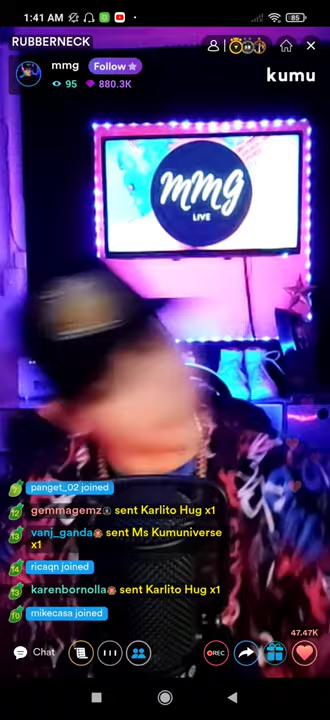 1:41 AM
85
RUBBERNECK
mmg
Follow
95
880.3K
kumu
MMG
LIVE
7 panget_02 joined
12 gemmagemz sent Karlito Hug x1
13 vanj_ganda sent Ms Kumuniverse
x1
14 ricaqn joined
13 karenbornolla sent Karlito Hug x1
10 mikecasa joined
47.47K
Chat
REC